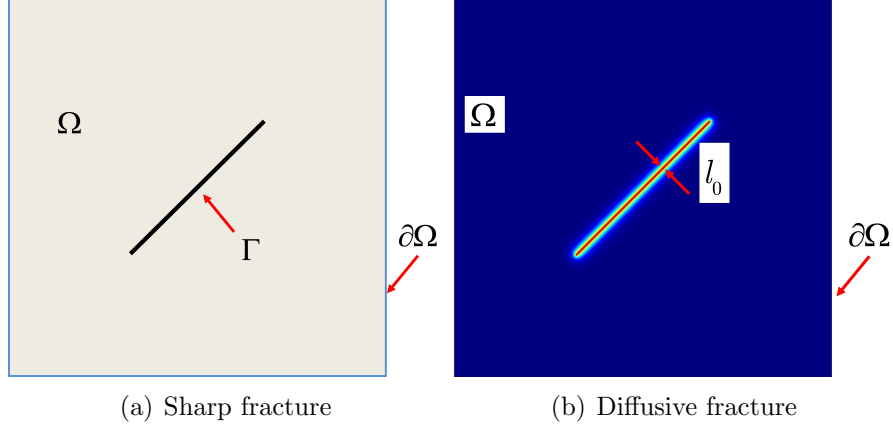 Ω
Γ
∂Ω
(a) Sharp fracture
Ω
l₀
∂Ω
(b) Diffusive fracture